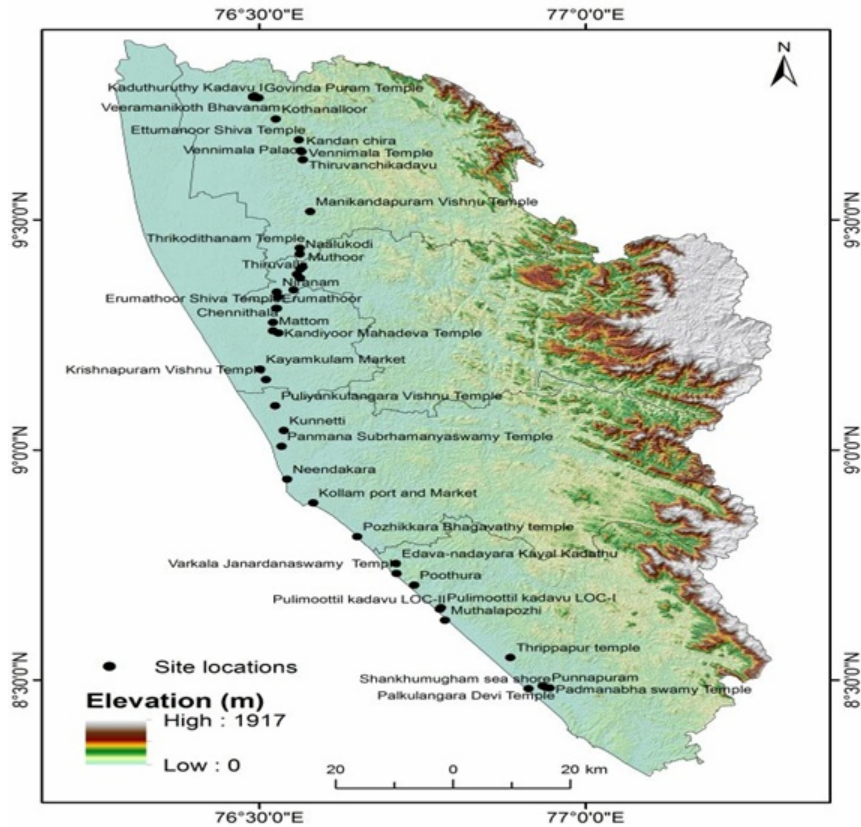 76°30'0"E
77°0'0"E
N
Kaduthuruthy Kadavu I Govinda Puram Temple
Veeramanikoth Bhavanam Kothanalloor
Ettumanoor Shiva Temple
Kandan chira
Vennimala Palace Vennimala Temple
Thiruvanchikadavu
Manikandapuram Vishnu Temple
9°30'0"N
9°30'0"N
Thrikodithanam Temple Naalukodi
Muthoor
Thiruvalla
Niranam
Erumathoor Shiva Temple Erumathoor
Chennithala
Mattom
Kandiyoor Mahadeva Temple
Kayamkulam Market
Krishnapuram Vishnu Temple
Puliyankulangara Vishnu Temple
Kunnetti
9°0'0"N
9°0'0"N
Panmana Subrhamanyaswamy Temple
Neendakara
Kollam port and Market
Pozhikkara Bhagavathy temple
Edava-nadayara Kayal Kadathu
Varkala Janardanaswamy Temple
Poothura
Pulimoottil kadavu LOC-II Pulimoottil kadavu LOC-I
Muthalapozhi
Thrippapur temple
Site locations
Shankhumugham sea shore Punnapuram
8°30'0"N
8°30'0"N
Palkulangara Devi Temple Padmanabha swamy Temple
Elevation (m)
High : 1917
Low : 0
20 0 20 km
76°30'0"E
77°0'0"E